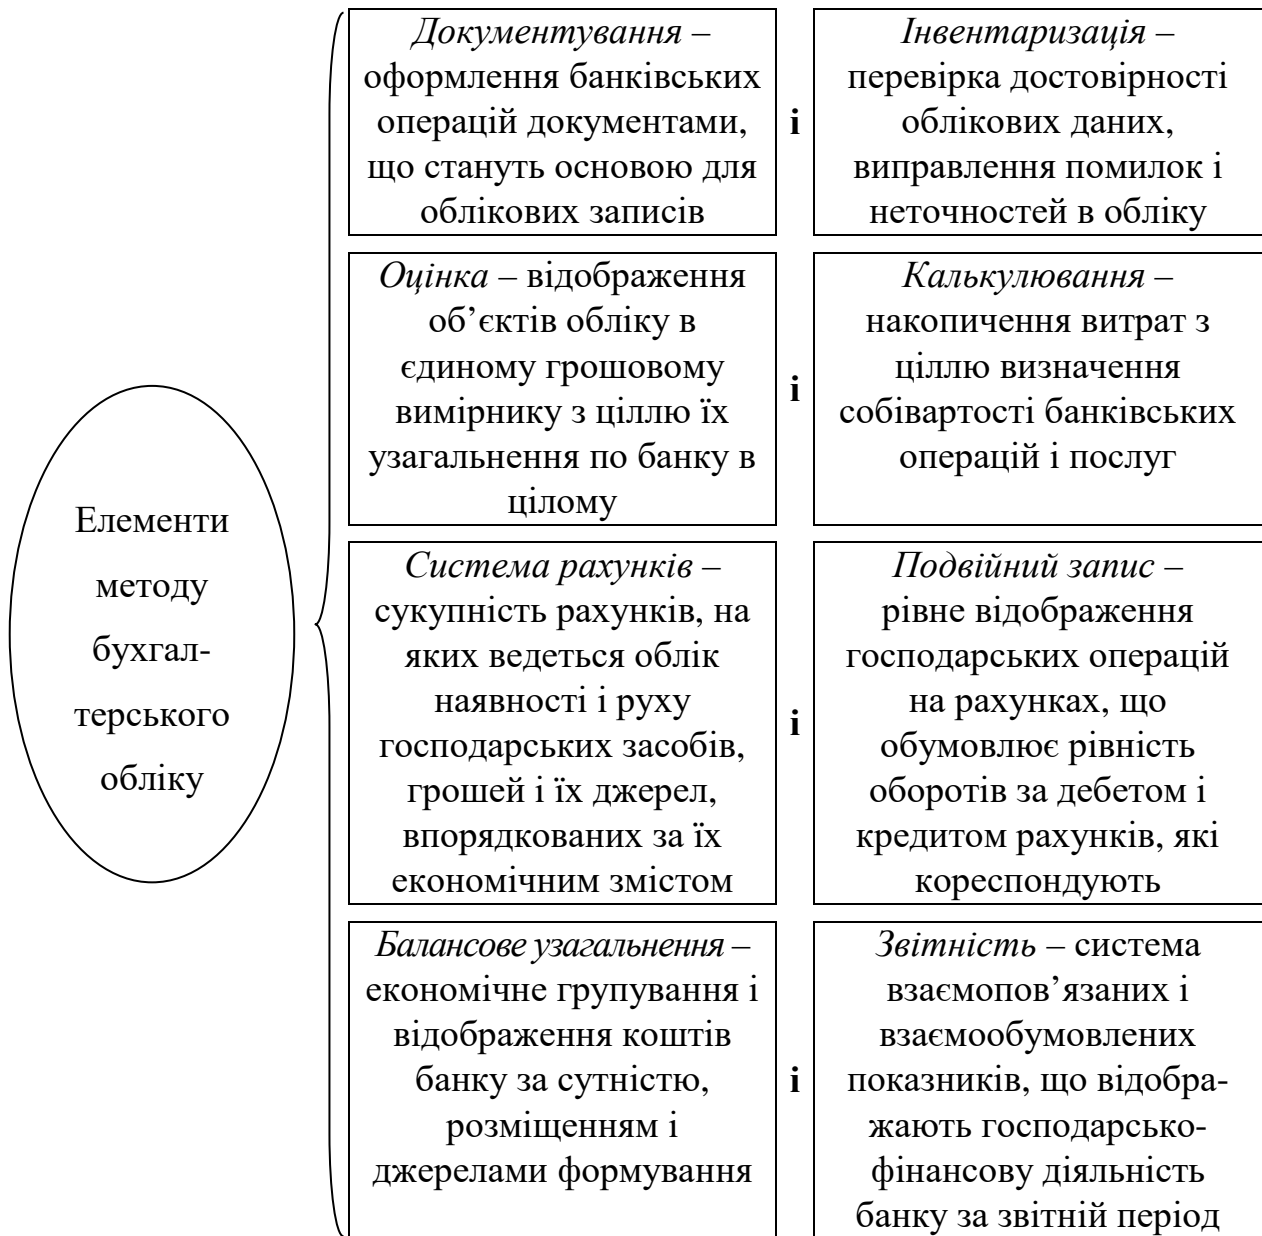 Елементи
методу
бухгал-
терського
обліку
Документування –
оформлення банківських
операцій документами,
що стануть основою для
облікових записів
і
Інвентаризація –
перевірка достовірності
облікових даних,
виправлення помилок і
неточностей в обліку
Оцінка – відображення
об’єктів обліку в
єдиному грошовому
вимірнику з ціллю їх
узагальнення по банку в
цілому
і
Калькулювання –
накопичення витрат з
ціллю визначення
собівартості банківських
операцій і послуг
Система рахунків –
сукупність рахунків, на
яких ведеться облік
наявності і руху
господарських засобів,
грошей і їх джерел,
впорядкованих за їх
економічним змістом
і
Подвійний запис –
рівне відображення
господарських операцій
на рахунках, що
обумовлює рівність
оборотів за дебетом і
кредитом рахунків, які
кореспондують
Балансове узагальнення –
економічне групування і
відображення коштів
банку за сутністю,
розміщенням і
джерелами формування
і
Звітність – система
взаємопов’язаних і
взаємообумовлених
показників, що відобра-
жають господарсько-
фінансову діяльність
банку за звітній період